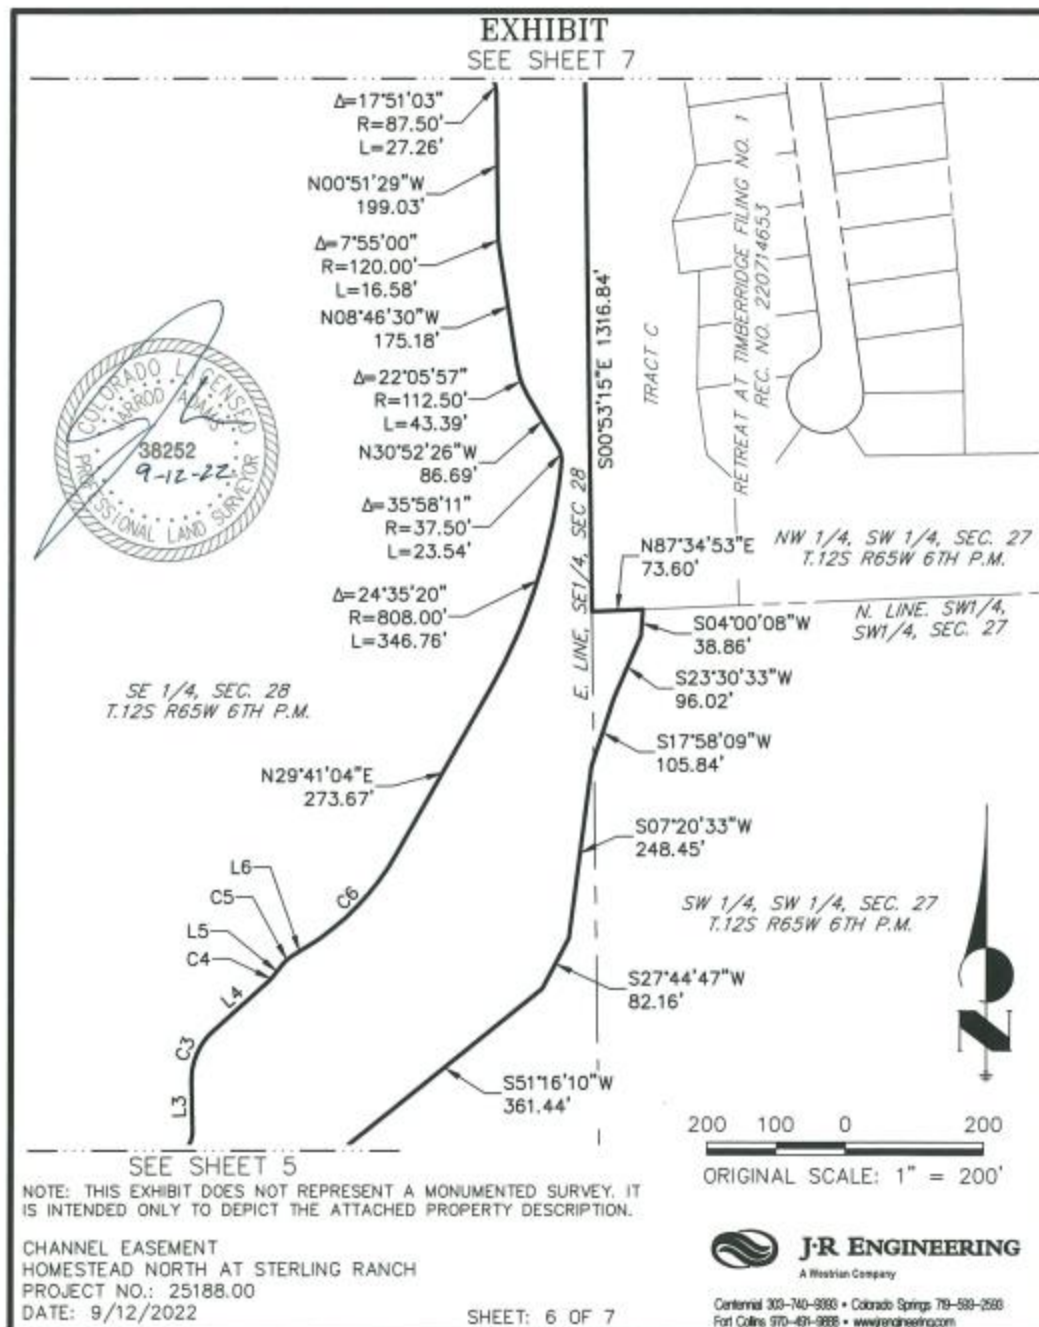 EXHIBIT
SEE SHEET 7
Δ=17°51'03"
R=87.50'
L=27.26'
N00°51'29"W
199.03'
Δ=7°55'00"
R=120.00'
L=16.58'
N08°46'30"W
175.18'
Δ=22°05'57"
R=112.50'
L=43.39'
N30°52'26"W
86.69'
Δ=35°58'11"
R=37.50'
L=23.54'
Δ=24°35'20"
R=808.00'
L=346.76'
COLORADO LICENSED
JARROD ADAMS
38252
9-12-22
PROFESSIONAL LAND SURVEYOR
S00°53'15"E 1316.84'
E. LINE, SE1/4, SEC 28
TRACT C
RETREAT AT TIMBERRIDGE FILING NO. 1
REC. NO. 220714653
NW 1/4, SW 1/4, SEC. 27
T.12S R65W 6TH P.M.
N87°34'53"E
73.60'
N. LINE. SW1/4,
SW1/4, SEC. 27
S04°00'08"W
38.86'
S23°30'33"W
96.02'
S17°58'09"W
105.84'
SE 1/4, SEC. 28
T.12S R65W 6TH P.M.
N29°41'04"E
273.67'
S07°20'33"W
248.45'
L6
C5
L5
C4
C6
L4
C3
L3
SW 1/4, SW 1/4, SEC. 27
T.12S R65W 6TH P.M.
S27°44'47"W
82.16'
S51°16'10"W
361.44'
N
200 100 0 200
ORIGINAL SCALE: 1" = 200'
SEE SHEET 5
NOTE: THIS EXHIBIT DOES NOT REPRESENT A MONUMENTED SURVEY. IT
IS INTENDED ONLY TO DEPICT THE ATTACHED PROPERTY DESCRIPTION.
CHANNEL EASEMENT
HOMESTEAD NORTH AT STERLING RANCH
PROJECT NO.: 25188.00
DATE: 9/12/2022
SHEET: 6 OF 7
J·R ENGINEERING
A Westrian Company
Centennial 303-740-9393 • Colorado Springs 719-593-2593
Fort Collins 970-491-9888 • www.jrengineering.com